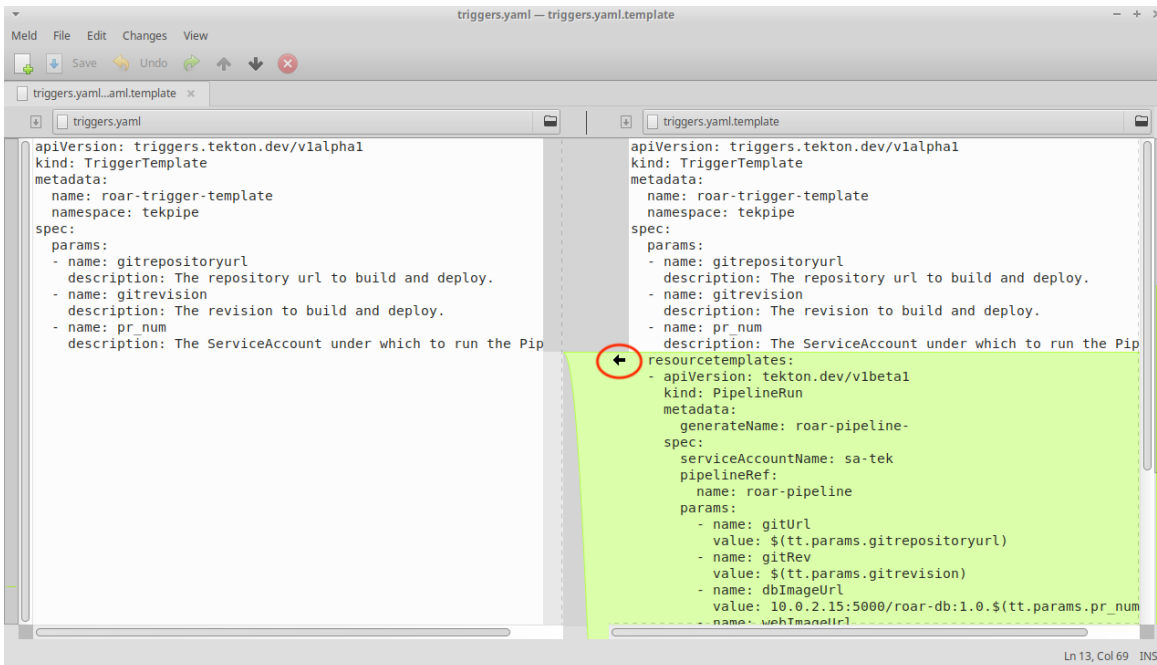 triggers.yaml — triggers.yaml.template
Meld File Edit Changes View
Save Undo
triggers.yaml...aml.template ×
triggers.yaml
apiVersion: triggers.tekton.dev/v1alpha1
kind: TriggerTemplate
metadata:
  name: roar-trigger-template
  namespace: tekpipe
spec:
  params:
  - name: gitrepositoryurl
    description: The repository url to build and deploy.
  - name: gitrevision
    description: The revision to build and deploy.
  - name: pr_num
    description: The ServiceAccount under which to run the Pip
triggers.yaml.template
apiVersion: triggers.tekton.dev/v1alpha1
kind: TriggerTemplate
metadata:
  name: roar-trigger-template
  namespace: tekpipe
spec:
  params:
  - name: gitrepositoryurl
    description: The repository url to build and deploy.
  - name: gitrevision
    description: The revision to build and deploy.
  - name: pr_num
    description: The ServiceAccount under which to run the Pip
  resourcetemplates:
  - apiVersion: tekton.dev/v1beta1
    kind: PipelineRun
    metadata:
      generateName: roar-pipeline-
    spec:
      serviceAccountName: sa-tek
      pipelineRef:
        name: roar-pipeline
      params:
        - name: gitUrl
          value: $(tt.params.gitrepositoryurl)
        - name: gitRev
          value: $(tt.params.gitrevision)
        - name: dbImageUrl
          value: 10.0.2.15:5000/roar-db:1.0.$(tt.params.pr_num
        - name: webImageUrl
Ln 13, Col 69 INS